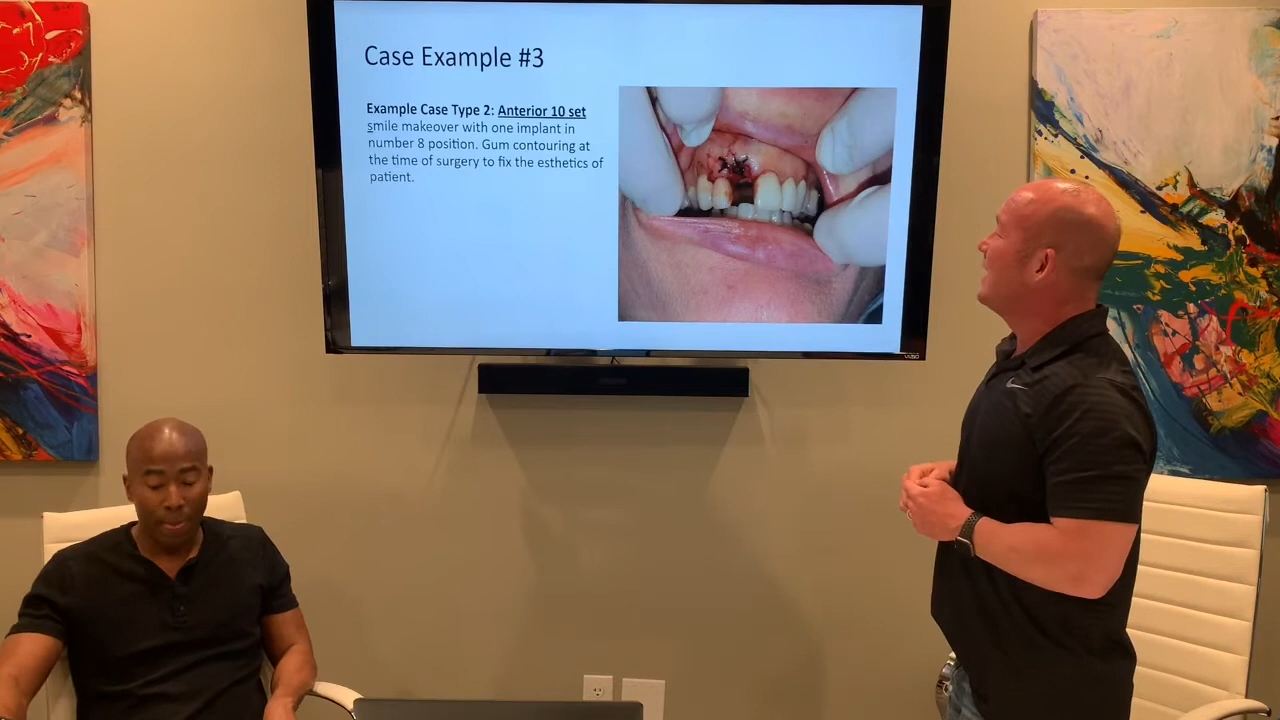 Case Example #3
Example Case Type 2: Anterior 10 set
smile makeover with one implant in
number 8 position. Gum contouring at
the time of surgery to fix the esthetics of
patient.
VIZIO